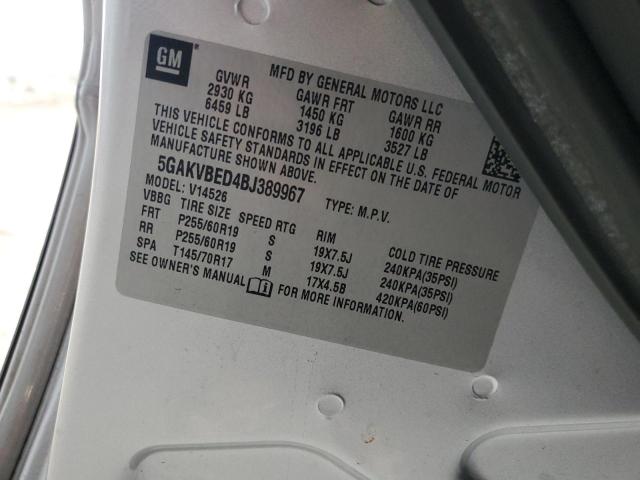 GM
MFD BY GENERAL MOTORS LLC
GVWR GAWR FRT GAWR RR
2930 KG 1450 KG 1600 KG
6459 LB 3196 LB 3527 LB
THIS VEHICLE CONFORMS TO ALL APPLICABLE U.S. FEDERAL MOTOR
VEHICLE SAFETY STANDARDS IN EFFECT ON THE DATE OF
MANUFACTURE SHOWN ABOVE.
5GAKVBED4BJ389967 TYPE: M.P.V.
MODEL: V14526
VBBG TIRE SIZE SPEED RTG RIM COLD TIRE PRESSURE
FRT P255/60R19 S 19X7.5J 240KPA(35PSI)
RR P255/60R19 S 19X7.5J 240KPA(35PSI)
SPA T145/70R17 M 17X4.5B 420KPA(60PSI)
SEE OWNER'S MANUAL FOR MORE INFORMATION.